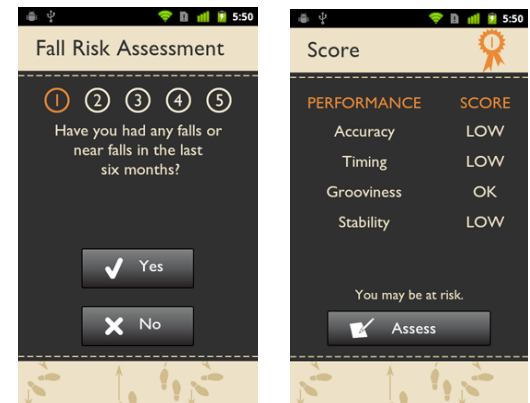 5:50
Fall Risk Assessment
1 2 3 4 5
Have you had any falls or
near falls in the last
six months?
Yes
No
5:50
Score
1
PERFORMANCE SCORE
Accuracy LOW
Timing LOW
Grooviness OK
Stability LOW
You may be at risk.
Assess